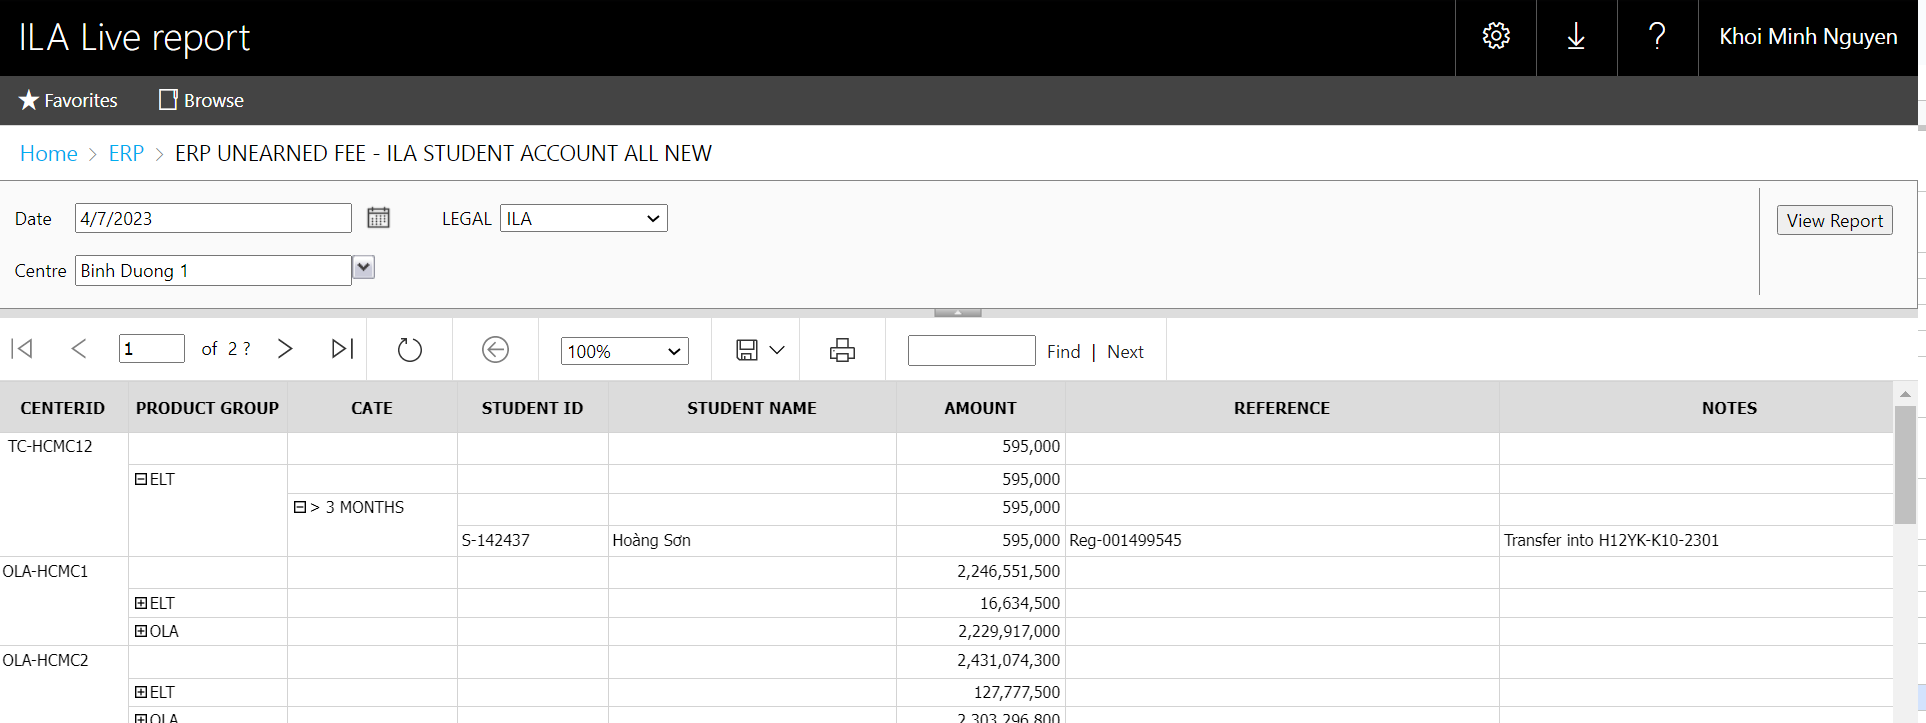 ILA Live report
Khoi Minh Nguyen
Favorites Browse
Home > ERP > ERP UNEARNED FEE - ILA STUDENT ACCOUNT ALL NEW
Date 4/7/2023 LEGAL ILA View Report
Centre Binh Duong 1
1 of 2 ? 100% Find | Next
CENTERID PRODUCT GROUP CATE STUDENT ID STUDENT NAME AMOUNT REFERENCE NOTES
TC-HCMC12 595,000
ELT 595,000
> 3 MONTHS 595,000
S-142437 Hoàng Sơn 595,000 Reg-001499545 Transfer into H12YK-K10-2301
OLA-HCMC1 2,246,551,500
ELT 16,634,500
OLA 2,229,917,000
OLA-HCMC2 2,431,074,300
ELT 127,777,500
OLA 2,303,296,800